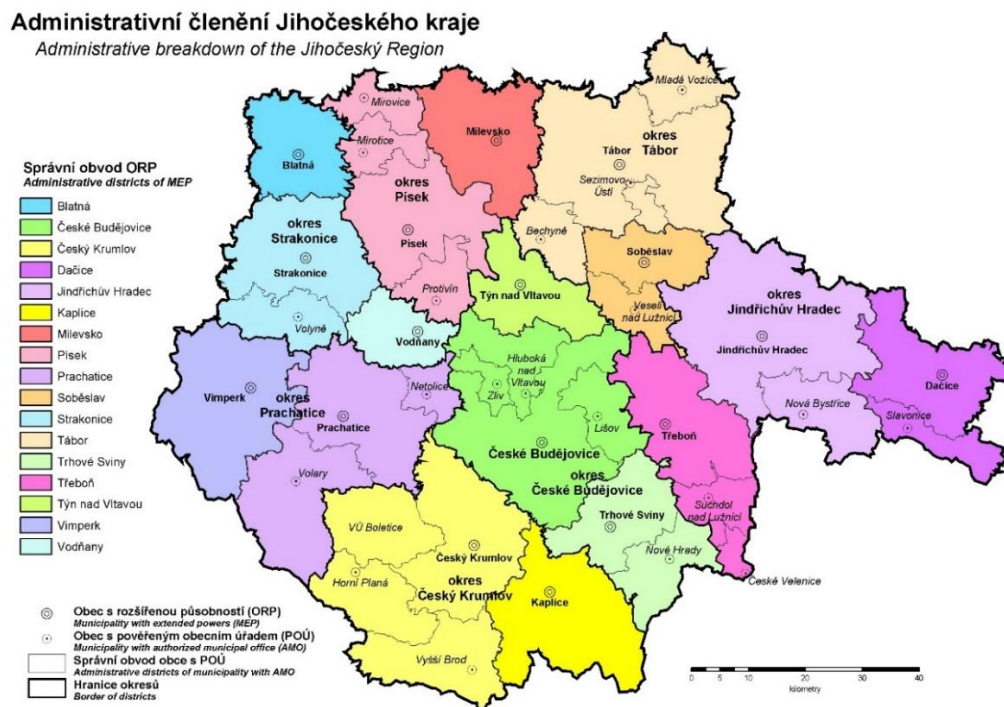 Administrativní členění Jihočeského kraje
Administrative breakdown of the Jihočeský Region
Správní obvod ORP
Administrative districts of MEP
Blatná
České Budějovice
Český Krumlov
Dačice
Jindřichův Hradec
Kaplice
Milevsko
Písek
Prachatice
Soběslav
Strakonice
Tábor
Trhové Sviny
Třeboň
Týn nad Vltavou
Vimperk
Vodňany
Obec s rozšířenou působností (ORP)
Municipality with extended powers (MEP)
Obec s pověřeným obecním úřadem (POÚ)
Municipality with authorized municipal office (AMO)
Správní obvod obce s POÚ
Administrative districts of municipality with AMO
Hranice okresů
Border of districts
Mladá Vožice
Mirovice
Milevsko
Mirotice
okres
Tábor
Tábor
Blatná
Sezimovo
Ústí
okres
Písek
Písek
okres
Strakonice
Strakonice
Bechyně
Soběslav
Protivín
Týn nad Vltavou
Veselí
nad Lužnicí
okres
Jindřichův Hradec
Jindřichův Hradec
Volyně
Vodňany
Hluboká
nad
Vltavou
Zliv
Dačice
Vimperk
okres
Prachatice
Prachatice
Netolice
Nová Bystřice
Slavonice
Lišov
Třeboň
České Budějovice
okres
České Budějovice
Volary
Suchdol
nad Lužnicí
Trhové Sviny
VÚ Boletice
Nové Hrady
Český Krumlov
České Velenice
Horní Planá
okres
Český Krumlov
Kaplice
Vyšší Brod
0 5 10 20 30 40
kilometry